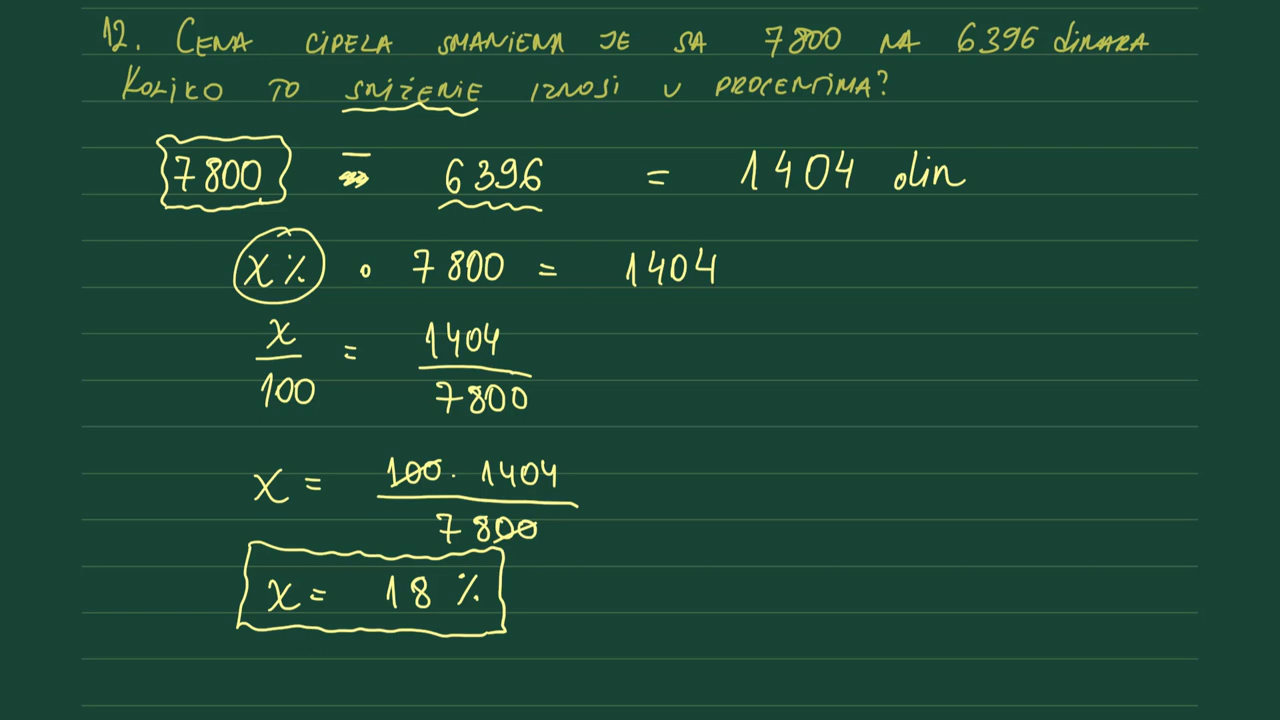 12. CENA CIPELA SMANJENA JE SA 7800 NA 6396 DINARA
KOLIKO TO SNIŽENJE IZNOSI U PROCENTIMA?
7800 - 6396 = 1404 din
x% · 7800 = 1404
x/100 = 1404/7800
x = 100 · 1404 / 7800
x = 18 %